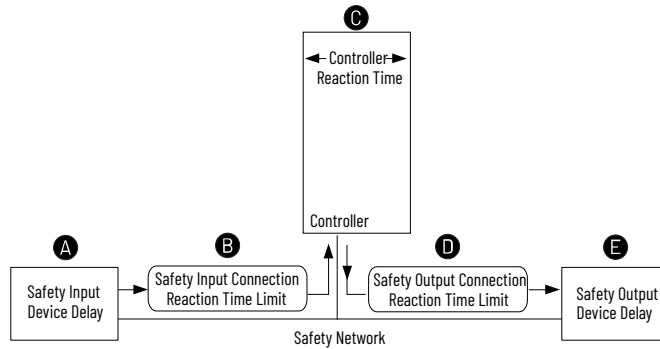 C
Controller
Reaction Time
Controller
A
B
D
E
Safety Input
Device Delay
Safety Input Connection
Reaction Time Limit
Safety Output Connection
Reaction Time Limit
Safety Output
Device Delay
Safety Network